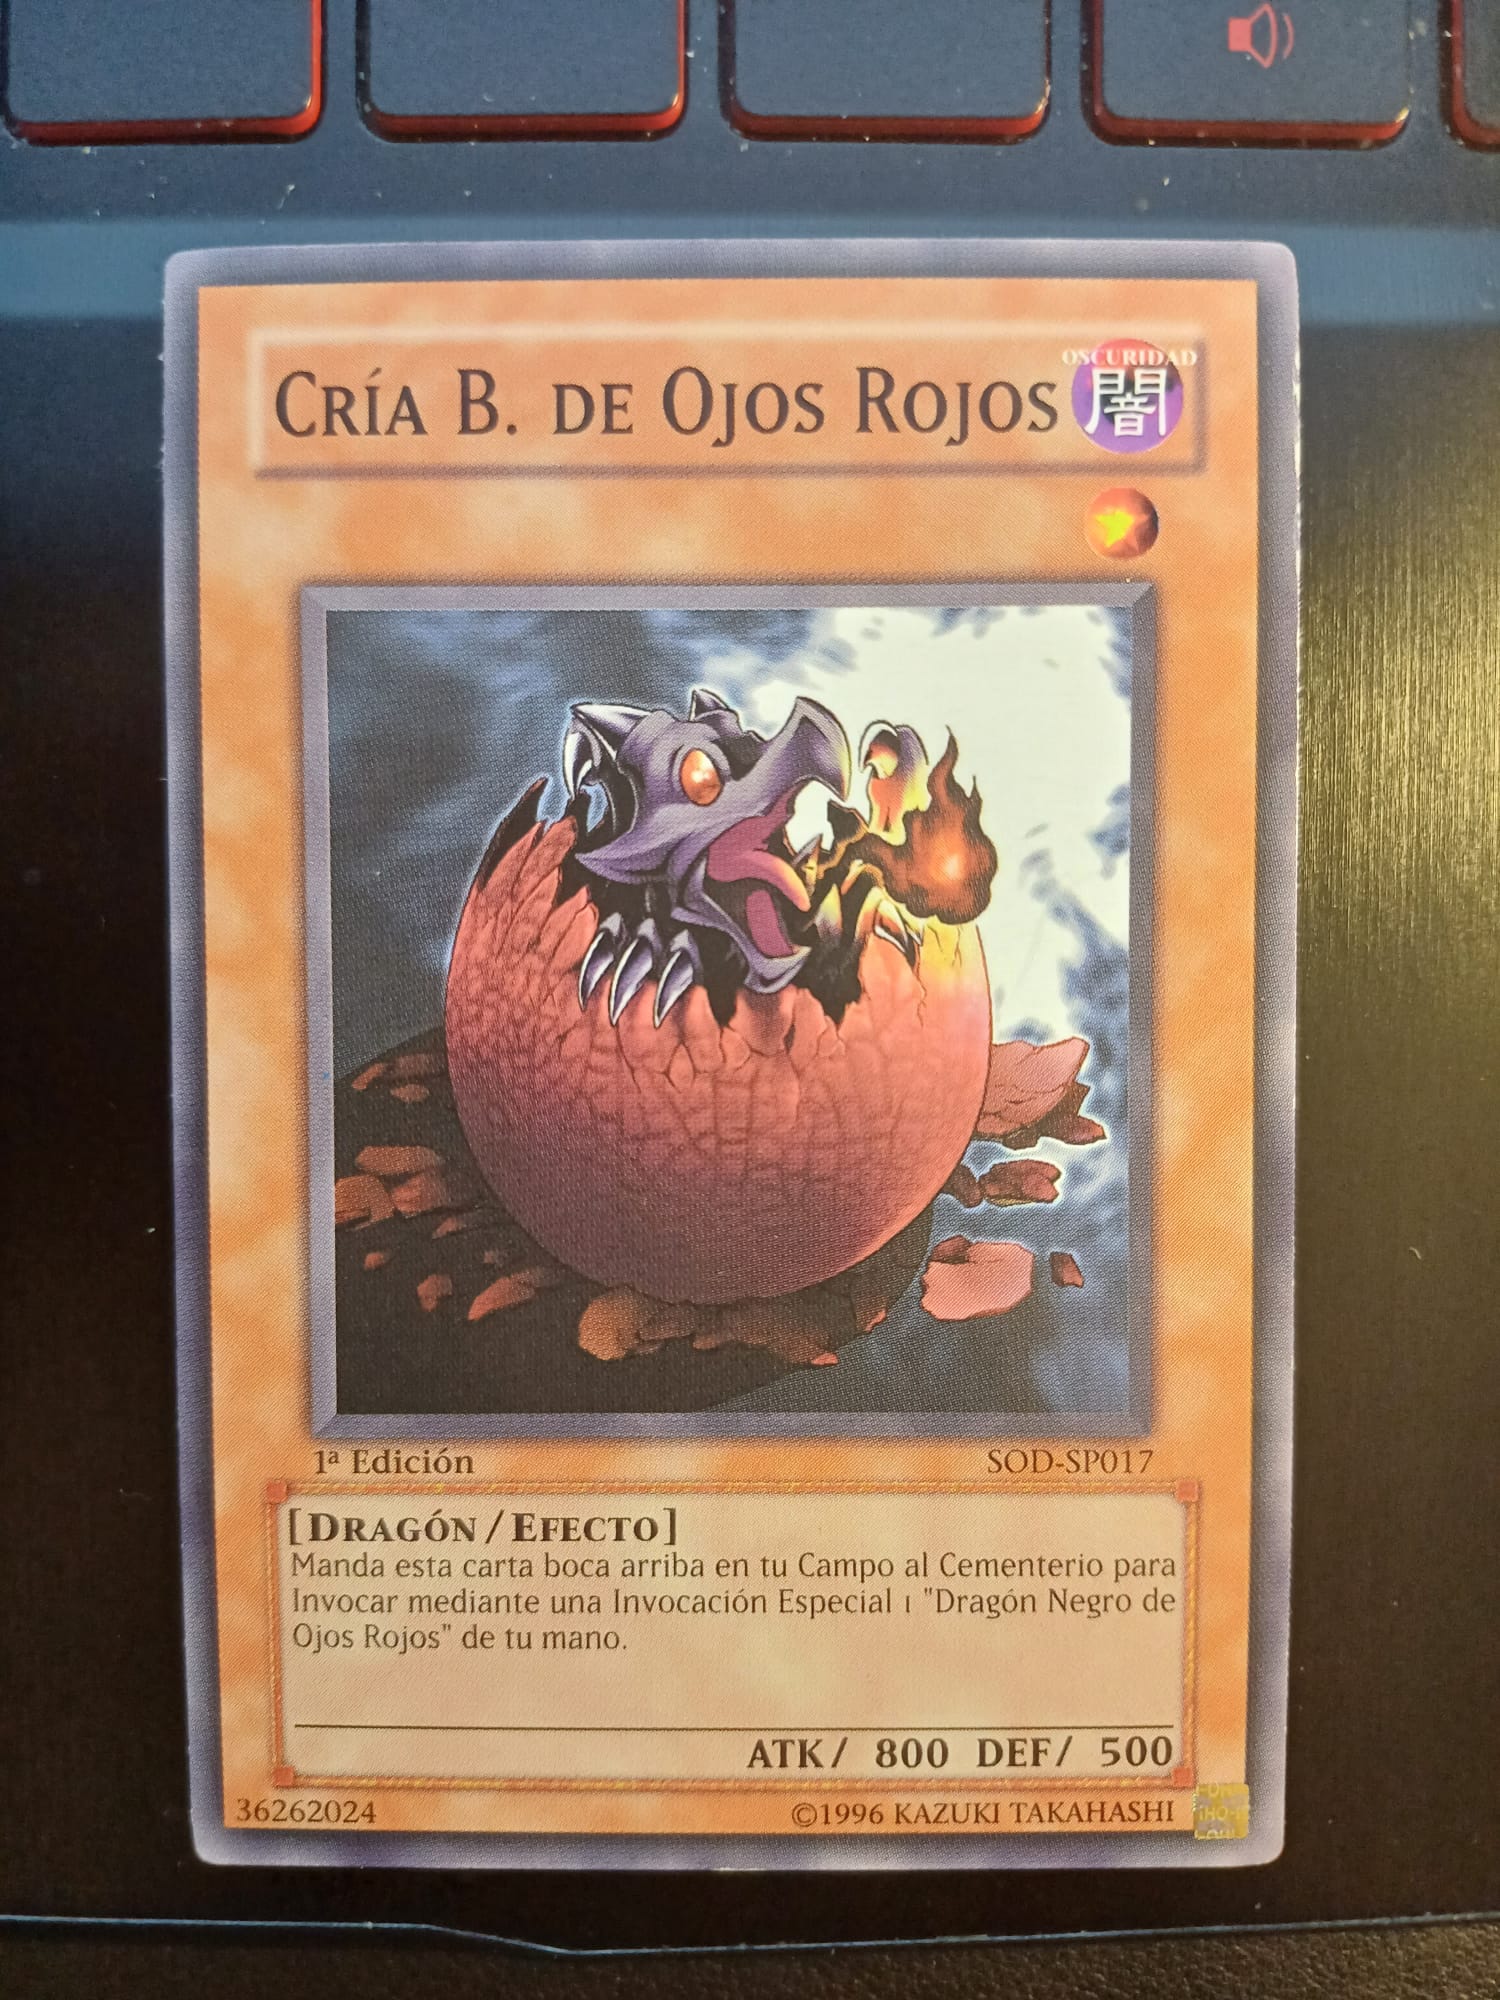 Cría B. de Ojos Rojos
OSCURIDAD
闇
1ª Edición
SOD-SP017
[Dragón/Efecto]
Manda esta carta boca arriba en tu Campo al Cementerio para
Invocar mediante una Invocación Especial 1 "Dragón Negro de
Ojos Rojos" de tu mano.
ATK/ 800 DEF/ 500
36262024
©1996 KAZUKI TAKAHASHI